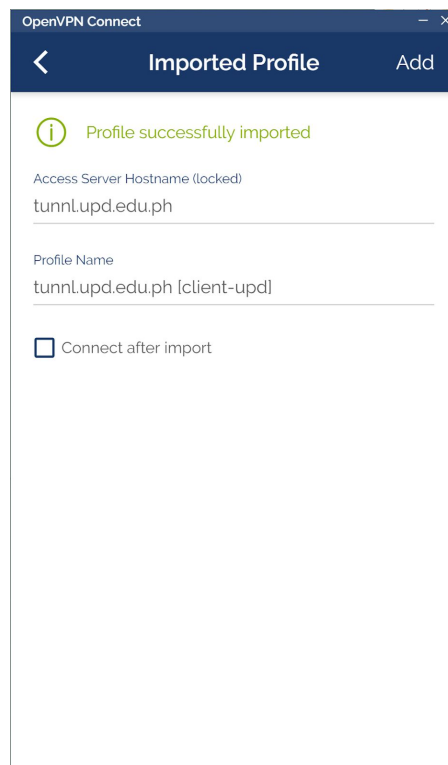 OpenVPN Connect
Imported Profile
Add
Profile successfully imported
Access Server Hostname (locked)
tunnl.upd.edu.ph
Profile Name
tunnl.upd.edu.ph [client-upd]
Connect after import